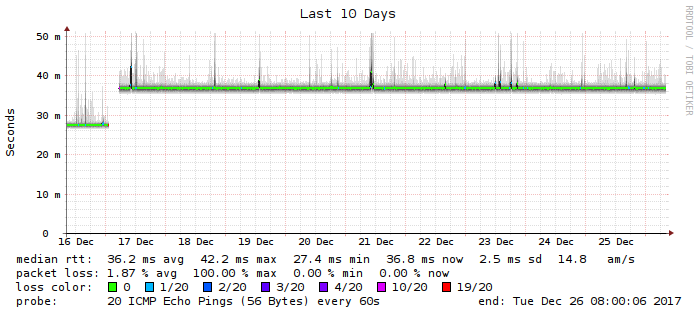 Last 10 Days
RRDTOOL / TOBI OETIKER
Seconds
50 m
40 m
30 m
20 m
10 m
0
16 Dec 17 Dec 18 Dec 19 Dec 20 Dec 21 Dec 22 Dec 23 Dec 24 Dec 25 Dec
median rtt: 36.2 ms avg 42.2 ms max 27.4 ms min 36.8 ms now 2.5 ms sd 14.8 am/s
packet loss: 1.87 % avg 100.00 % max 0.00 % min 0.00 % now
loss color: 0 1/20 2/20 3/20 4/20 10/20 19/20
probe: 20 ICMP Echo Pings (56 Bytes) every 60s end: Tue Dec 26 08:00:06 2017